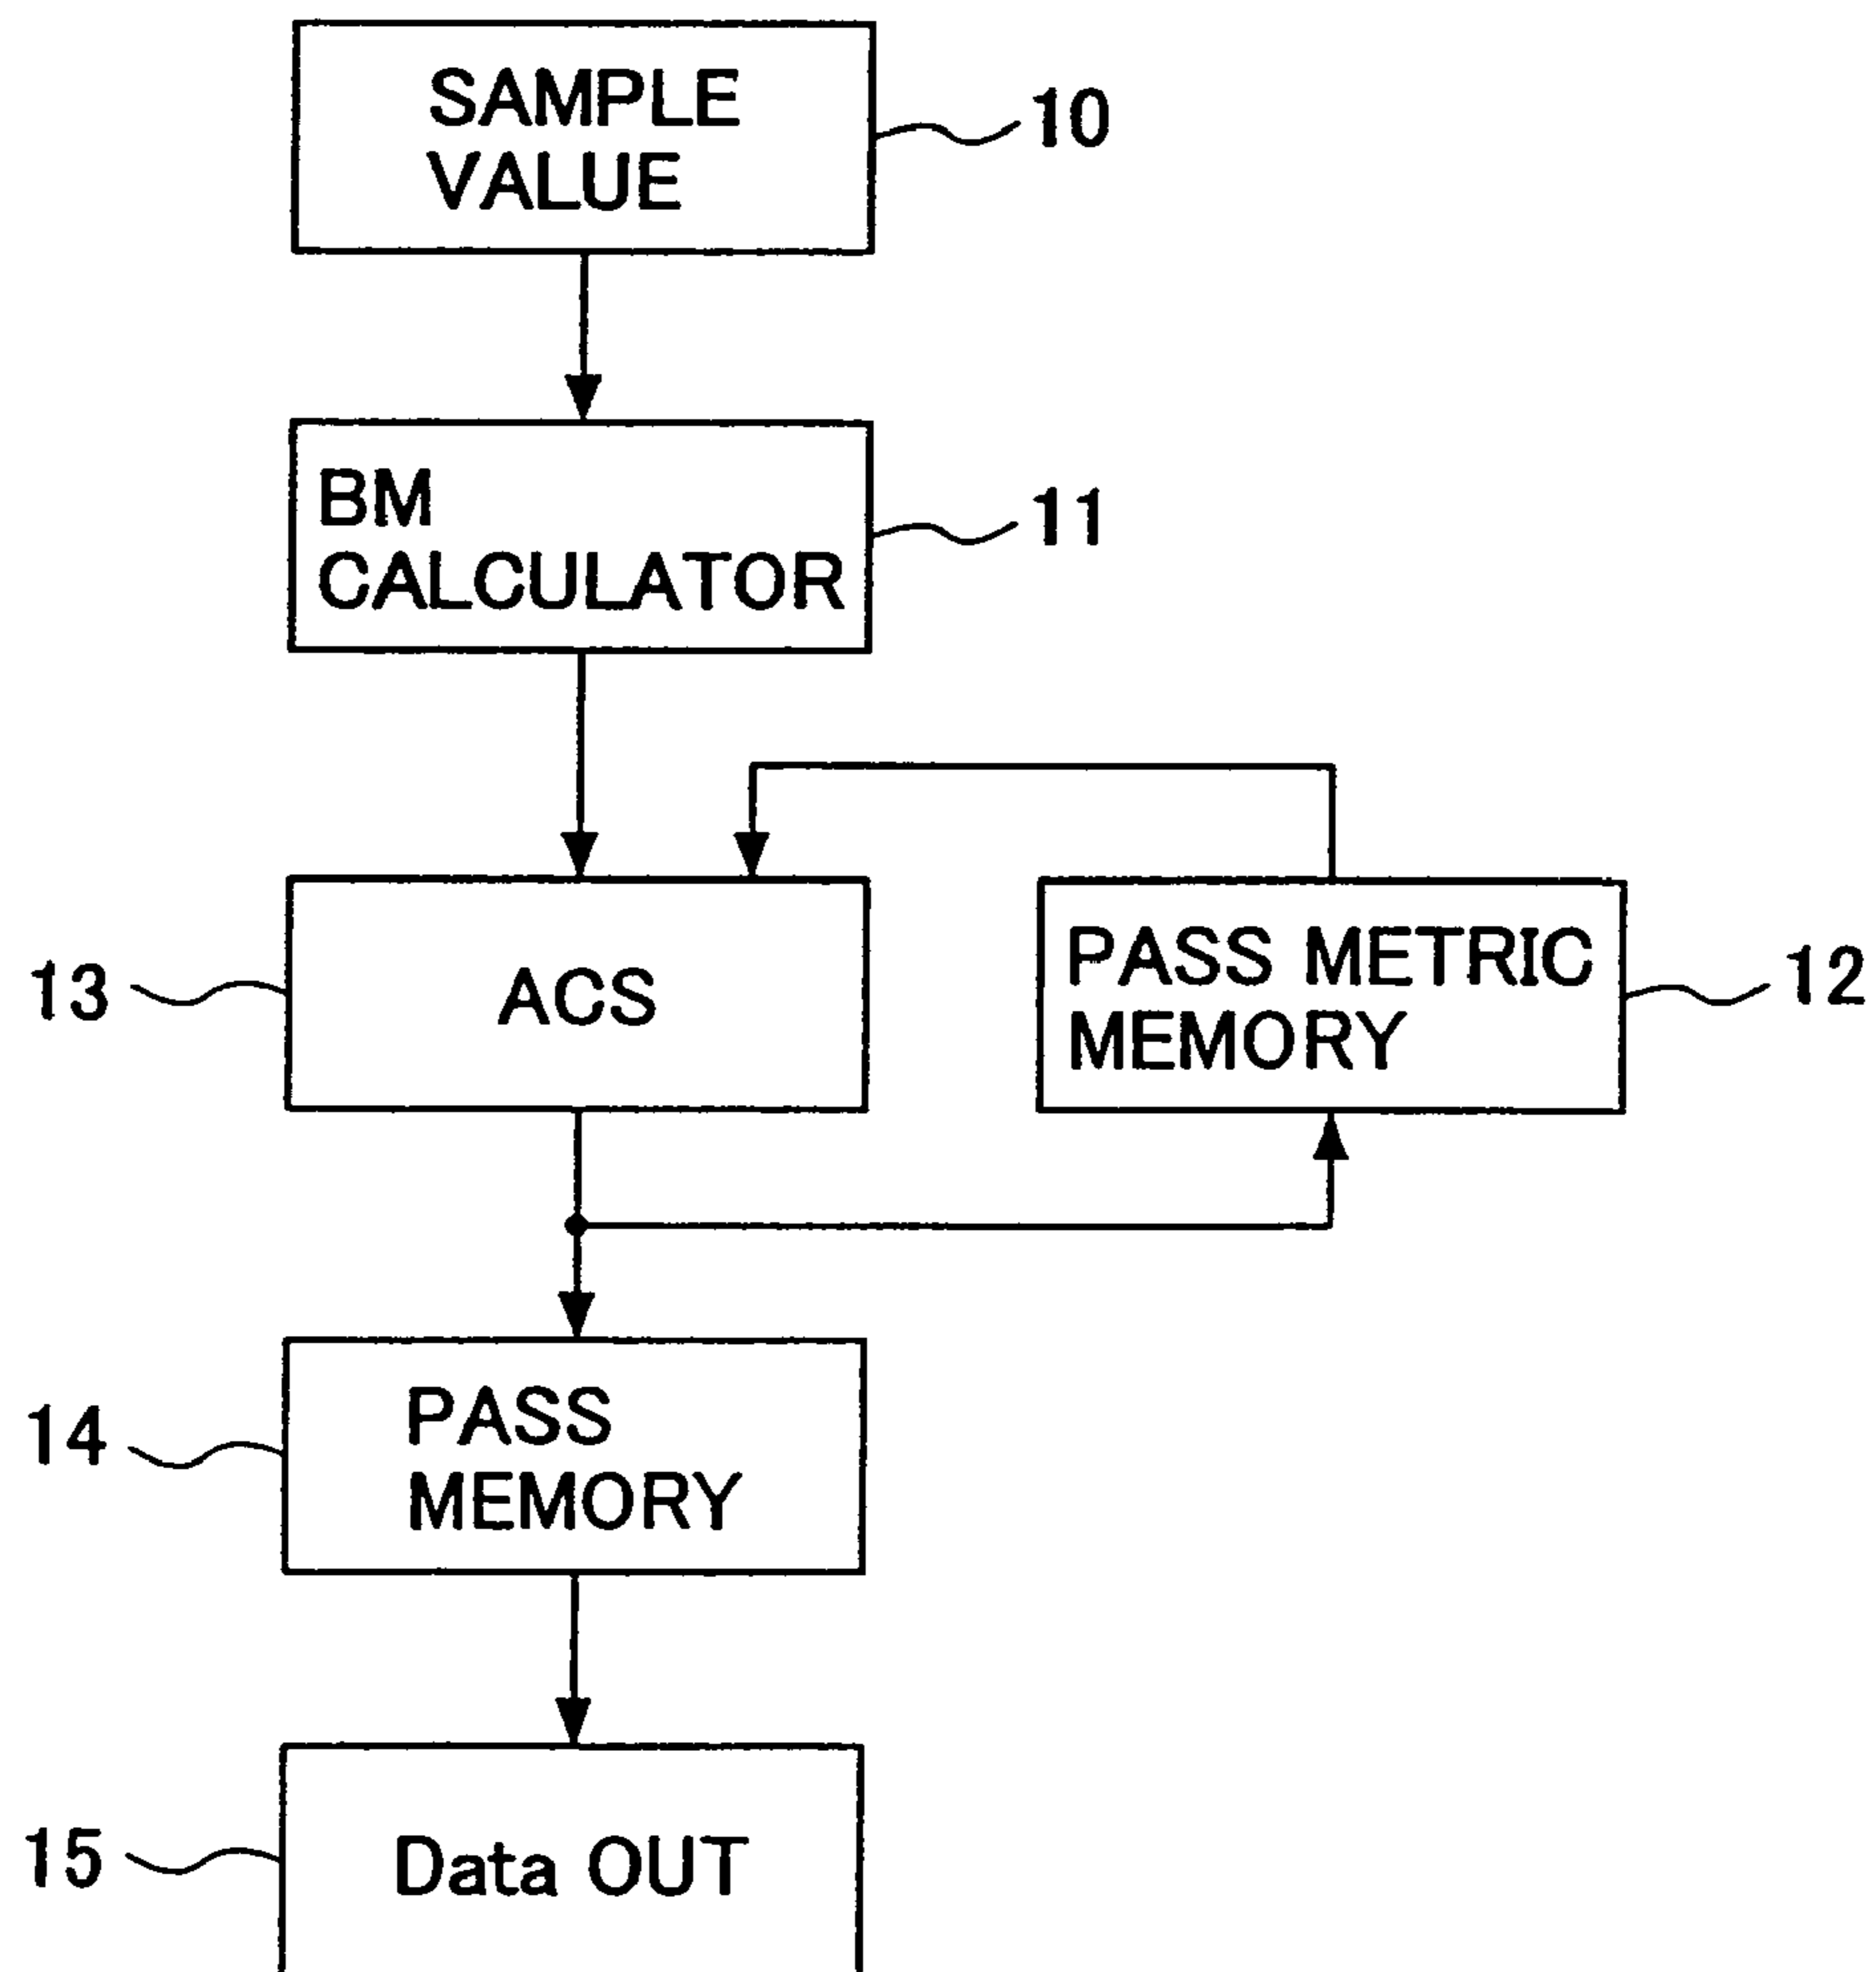 SAMPLE
VALUE
10
BM
CALCULATOR
11
13
ACS
PASS METRIC
MEMORY
12
14
PASS
MEMORY
15
Data OUT